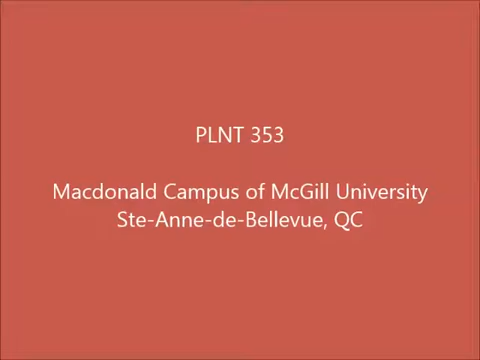 PLNT 353
Macdonald Campus of McGill University
Ste-Anne-de-Bellevue, QC